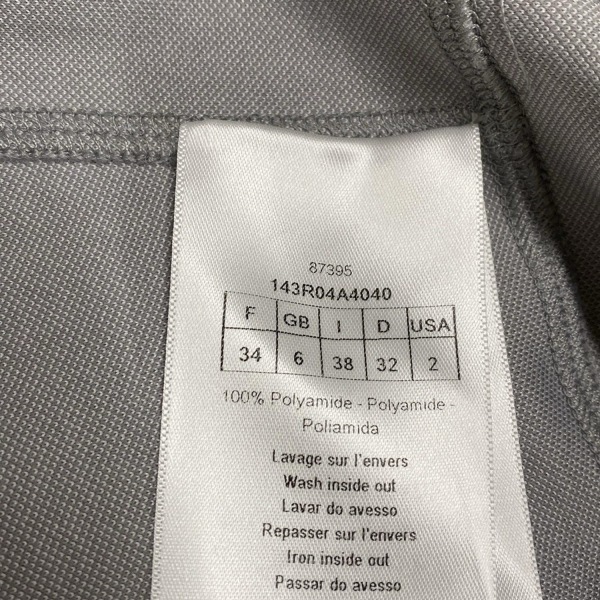 87395
143R04A4040
F GB I D USA
34 6 38 32 2
100% Polyamide - Polyamide -
Poliamida
Lavage sur l'envers
Wash inside out
Lavar do avesso
Repasser sur l'envers
Iron inside out
Passar do avesso